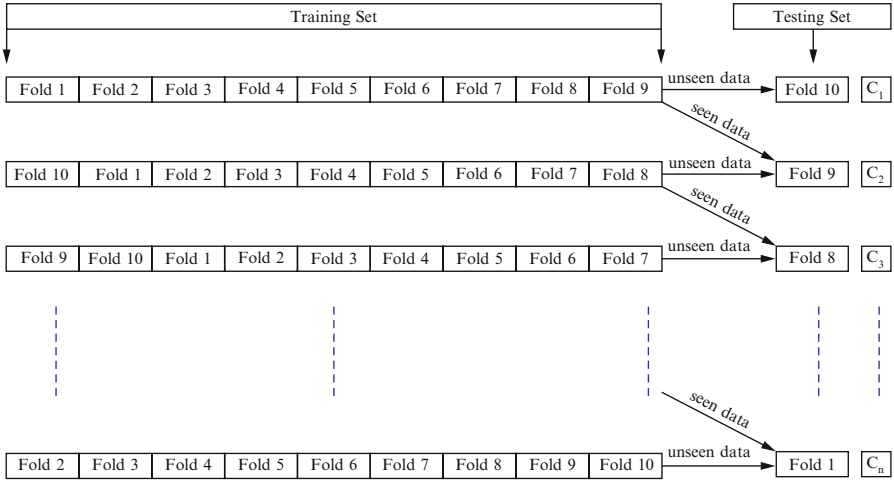 Training Set Testing Set
Fold 1 Fold 2 Fold 3 Fold 4 Fold 5 Fold 6 Fold 7 Fold 8 Fold 9 unseen data Fold 10 C1
seen data
Fold 10 Fold 1 Fold 2 Fold 3 Fold 4 Fold 5 Fold 6 Fold 7 Fold 8 unseen data Fold 9 C2
seen data
Fold 9 Fold 10 Fold 1 Fold 2 Fold 3 Fold 4 Fold 5 Fold 6 Fold 7 unseen data Fold 8 C3
seen data
Fold 2 Fold 3 Fold 4 Fold 5 Fold 6 Fold 7 Fold 8 Fold 9 Fold 10 unseen data Fold 1 Cn